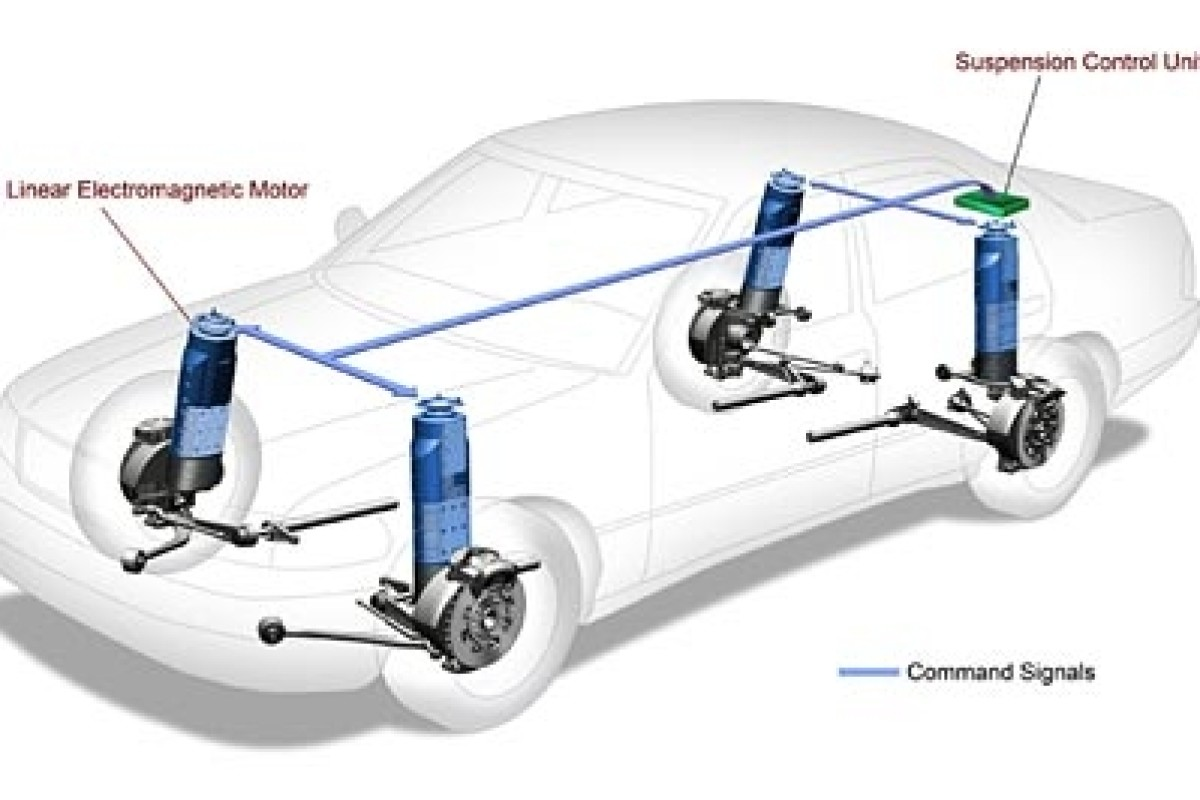 Suspension Control Uni
Linear Electromagnetic Motor
Command Signals